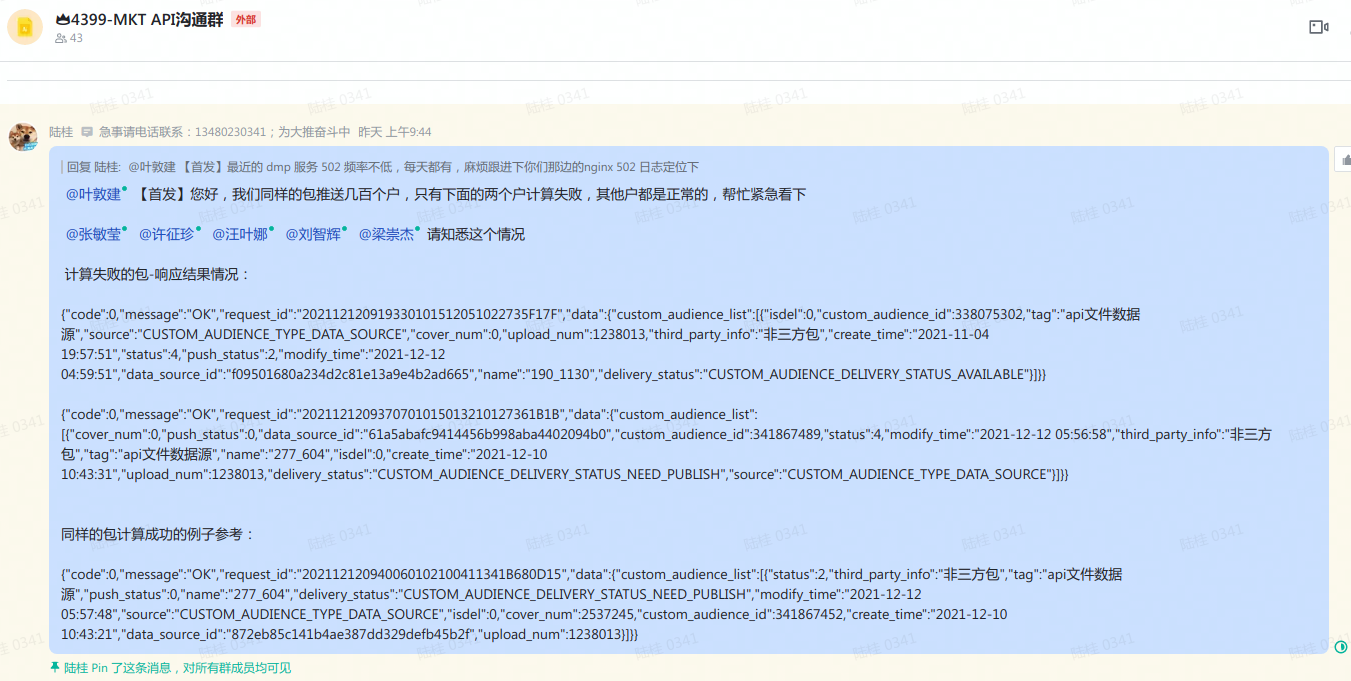 4399-MKT API沟通群 外部
43
陆桂 急事请电话联系：13480230341；为大推奋斗中 昨天 上午9:44
回复 陆桂: @叶敦建 【首发】最近的 dmp 服务 502 频率不低，每天都有，麻烦跟进下你们那边的nginx 502 日志定位下
@叶敦建 【首发】您好，我们同样的包推送几百个户，只有下面的两个户计算失败，其他户都是正常的，帮忙紧急看下
@张敏莹 @许征珍 @汪叶娜 @刘智辉 @梁崇杰 请知悉这个情况
计算失败的包-响应结果情况：
{"code":0,"message":"OK","request_id":"202112120919330101512051022735F17F","data":{"custom_audience_list":[{"isdel":0,"custom_audience_id":338075302,"tag":"api文件数据
源","source":"CUSTOM_AUDIENCE_TYPE_DATA_SOURCE","cover_num":0,"upload_num":1238013,"third_party_info":"非三方包","create_time":"2021-11-04
19:57:51","status":4,"push_status":2,"modify_time":"2021-12-12
04:59:51","data_source_id":"f09501680a234d2c81e13a9e4b2ad665","name":"190_1130","delivery_status":"CUSTOM_AUDIENCE_DELIVERY_STATUS_AVAILABLE"}]}}
{"code":0,"message":"OK","request_id":"202112120937070101015013210127361B1B","data":{"custom_audience_list":
[{"cover_num":0,"push_status":0,"data_source_id":"61a5abafc9414456b998aba4402094b0","custom_audience_id":341867489,"status":4,"modify_time":"2021-12-12 05:56:58","third_party_info":"非三方
包","tag":"api文件数据源","name":"277_604","isdel":0,"create_time":"2021-12-10
10:43:31","upload_num":1238013,"delivery_status":"CUSTOM_AUDIENCE_DELIVERY_STATUS_NEED_PUBLISH","source":"CUSTOM_AUDIENCE_TYPE_DATA_SOURCE"}]}}
同样的包计算成功的例子参考：
{"code":0,"message":"OK","request_id":"202112120940060102100411341B680D15","data":{"custom_audience_list":[{"status":2,"third_party_info":"非三方包","tag":"api文件数据
源","push_status":0,"name":"277_604","delivery_status":"CUSTOM_AUDIENCE_DELIVERY_STATUS_NEED_PUBLISH","modify_time":"2021-12-12
05:57:48","source":"CUSTOM_AUDIENCE_TYPE_DATA_SOURCE","isdel":0,"cover_num":2537245,"custom_audience_id":341867452,"create_time":"2021-12-10
10:43:21","data_source_id":"872eb85c141b4ae387dd329defb45b2f","upload_num":1238013}]}}
陆桂 Pin 了这条消息，对所有群成员均可见
陆桂 0341